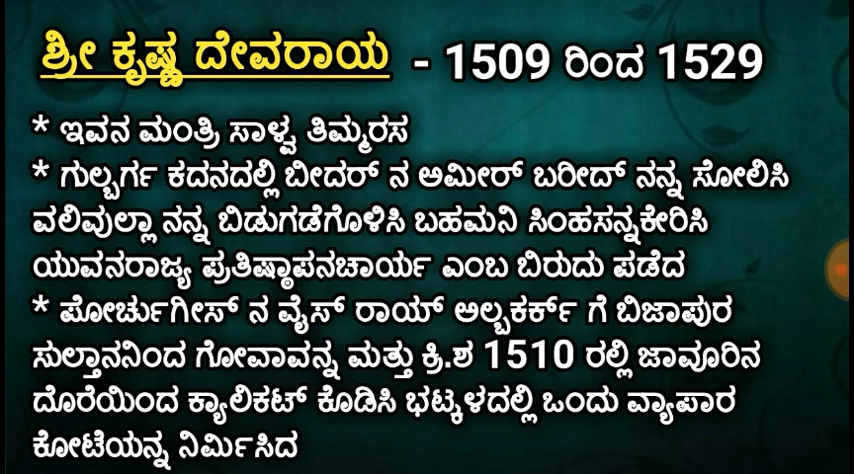 ಶ್ರೀ ಕೃಷ್ಣ ದೇವರಾಯ - 1509 ರಿಂದ 1529
* ಇವನ ಮಂತ್ರಿ ಸಾಳ್ವ ತಿಮ್ಮರಸ
* ಗುಲ್ಬರ್ಗ ಕದನದಲ್ಲಿ ಬೀದರ್ ನ ಅಮೀರ್ ಬರೀದ್ ನನ್ನ ಸೋಲಿಸಿ
ವಲಿವುಲ್ಲಾ ನನ್ನ ಬಿಡುಗಡೆಗೊಳಿಸಿ ಬಹಮನಿ ಸಿಂಹಸನ್ನಕೇರಿಸಿ
ಯುವನರಾಜ್ಯ ಪ್ರತಿಷ್ಠಾಪನಚಾರ್ಯ ಎಂಬ ಬಿರುದು ಪಡೆದ
* ಪೋರ್ಚುಗೀಸ್ ನ ವೈಸ್ ರಾಯ್ ಅಲ್ಬಕರ್ಕ್ ಗೆ ಬಿಜಾಪುರ
ಸುಲ್ತಾನನಿಂದ ಗೋವಾವನ್ನ ಮತ್ತು ಕ್ರಿ.ಶ 1510 ರಲ್ಲಿ ಜಾವೂರಿನ
ದೊರೆಯಿಂದ ಕ್ಯಾಲಿಕಟ್ ಕೊಡಿಸಿ ಭಟ್ಕಳದಲ್ಲಿ ಒಂದು ವ್ಯಾಪಾರ
ಕೋಟೆಯನ್ನ ನಿರ್ಮಿಸಿದ